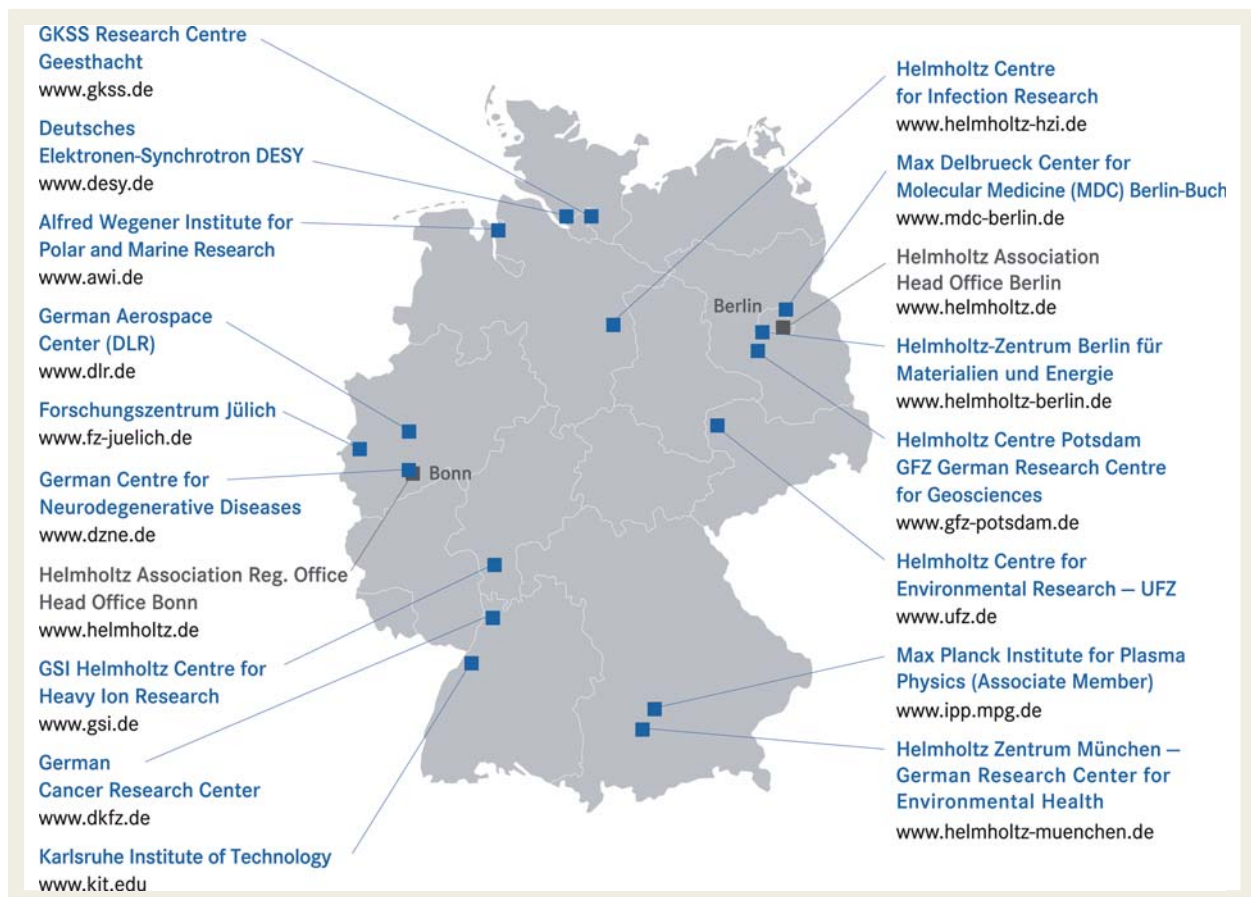 GKSS Research Centre
Geesthacht
www.gkss.de
Deutsches
Elektronen-Synchrotron DESY
www.desy.de
Alfred Wegener Institute for
Polar and Marine Research
www.awi.de
German Aerospace
Center (DLR)
www.dlr.de
Forschungszentrum Jülich
www.fz-juelich.de
German Centre for
Neurodegenerative Diseases
www.dzne.de
Helmholtz Association Reg. Office
Head Office Bonn
www.helmholtz.de
GSI Helmholtz Centre for
Heavy Ion Research
www.gsi.de
German
Cancer Research Center
www.dkfz.de
Karlsruhe Institute of Technology
www.kit.edu
Berlin
Bonn
Helmholtz Centre
for Infection Research
www.helmholtz-hzi.de
Max Delbrueck Center for
Molecular Medicine (MDC) Berlin-Buch
www.mdc-berlin.de
Helmholtz Association
Head Office Berlin
www.helmholtz.de
Helmholtz-Zentrum Berlin für
Materialien und Energie
www.helmholtz-berlin.de
Helmholtz Centre Potsdam
GFZ German Research Centre
for Geosciences
www.gfz-potsdam.de
Helmholtz Centre for
Environmental Research – UFZ
www.ufz.de
Max Planck Institute for Plasma
Physics (Associate Member)
www.ipp.mpg.de
Helmholtz Zentrum München –
German Research Center for
Environmental Health
www.helmholtz-muenchen.de